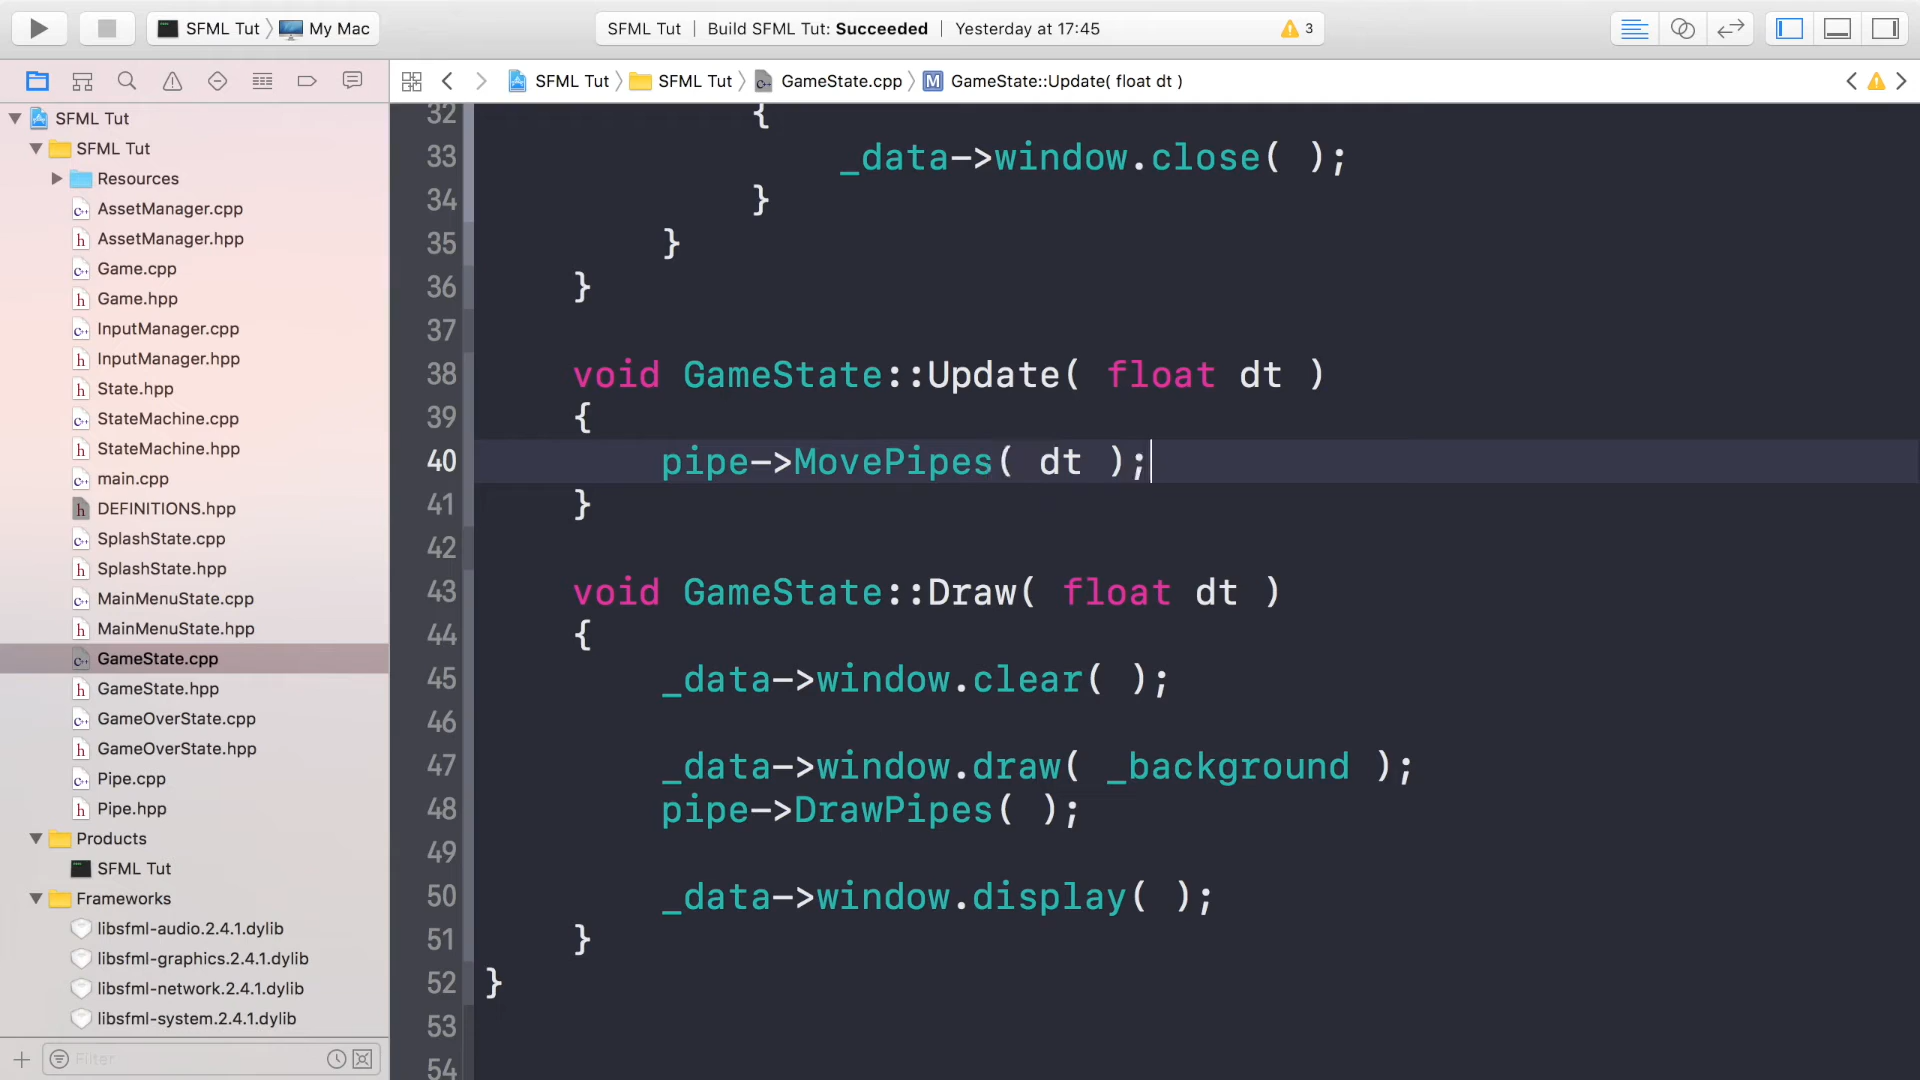 SFML Tut My Mac
SFML Tut Build SFML Tut: Succeeded Yesterday at 17:45 3
SFML Tut SFML Tut GameState.cpp M GameState::Update( float dt )
SFML Tut
SFML Tut
Resources
AssetManager.cpp
AssetManager.hpp
Game.cpp
Game.hpp
InputManager.cpp
InputManager.hpp
State.hpp
StateMachine.cpp
StateMachine.hpp
main.cpp
DEFINITIONS.hpp
SplashState.cpp
SplashState.hpp
MainMenuState.cpp
MainMenuState.hpp
GameState.cpp
GameState.hpp
GameOverState.cpp
GameOverState.hpp
Pipe.cpp
Pipe.hpp
Products
SFML Tut
Frameworks
libsfml-audio.2.4.1.dylib
libsfml-graphics.2.4.1.dylib
libsfml-network.2.4.1.dylib
libsfml-system.2.4.1.dylib
Filter
32 {
33 _data->window.close( );
34 }
35 }
36 }
37
38 void GameState::Update( float dt )
39 {
40 pipe->MovePipes( dt );
41 }
42
43 void GameState::Draw( float dt )
44 {
45 _data->window.clear( );
46
47 _data->window.draw( _background );
48 pipe->DrawPipes( );
49
50 _data->window.display( );
51 }
52 }
53
54